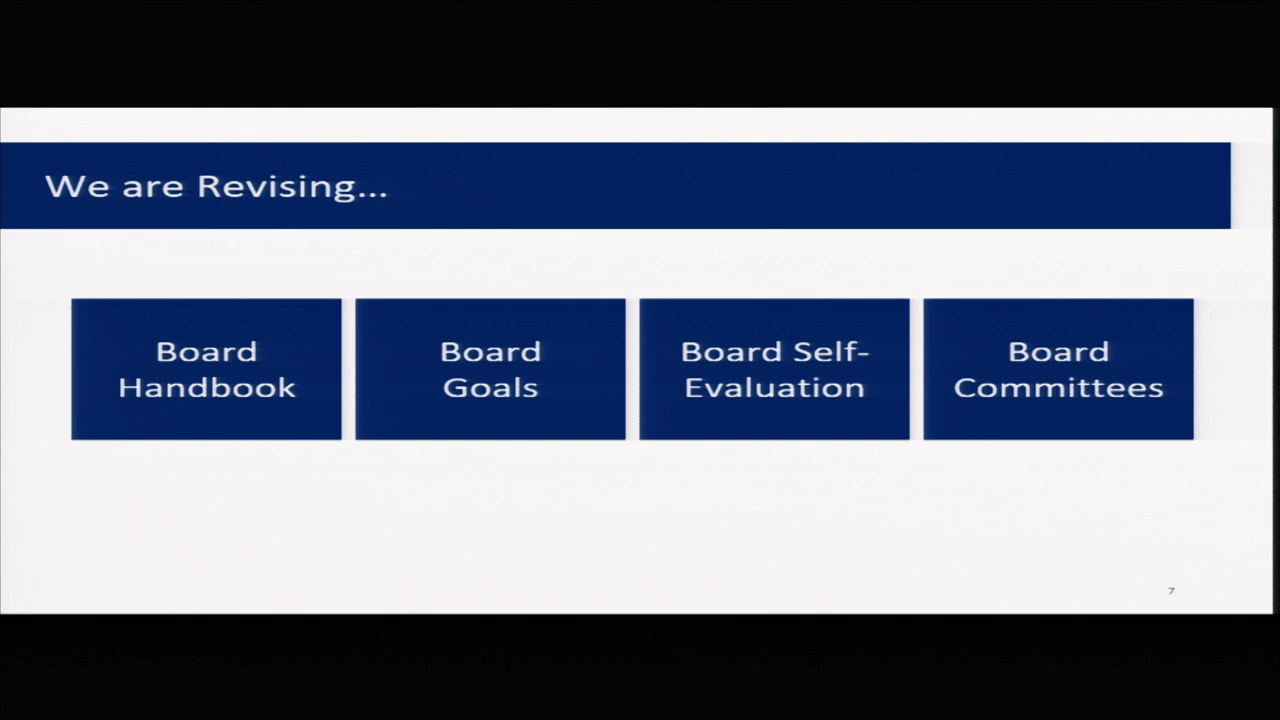 We are Revising...
Board
Handbook
Board
Goals
Board Self-
Evaluation
Board
Committees
7